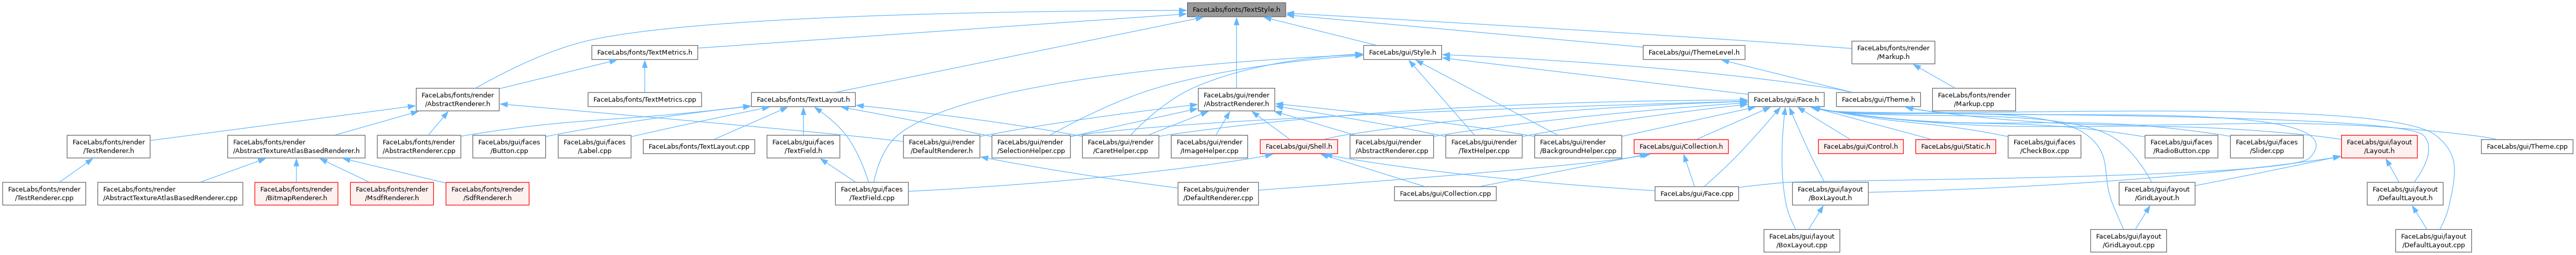 FaceLabs/fonts/TextStyle.h
FaceLabs/fonts/TextMetrics.h
FaceLabs/gui/Style.h
FaceLabs/gui/ThemeLevel.h
FaceLabs/fonts/render
/Markup.h
FaceLabs/fonts/render
/AbstractRenderer.h
FaceLabs/fonts/TextMetrics.cpp
FaceLabs/fonts/TextLayout.h
FaceLabs/gui/render
/AbstractRenderer.h
FaceLabs/gui/Face.h
FaceLabs/gui/Theme.h
FaceLabs/fonts/render
/Markup.cpp
FaceLabs/fonts/render
/TestRenderer.h
FaceLabs/fonts/render
/AbstractTextureAtlasBasedRenderer.h
FaceLabs/fonts/render
/AbstractRenderer.cpp
FaceLabs/gui/faces
/Button.cpp
FaceLabs/gui/faces
/Label.cpp
FaceLabs/fonts/TextLayout.cpp
FaceLabs/gui/faces
/TextField.h
FaceLabs/gui/render
/DefaultRenderer.h
FaceLabs/gui/render
/SelectionHelper.cpp
FaceLabs/gui/render
/CaretHelper.cpp
FaceLabs/gui/render
/ImageHelper.cpp
FaceLabs/gui/Shell.h
FaceLabs/gui/render
/AbstractRenderer.cpp
FaceLabs/gui/render
/TextHelper.cpp
FaceLabs/gui/render
/BackgroundHelper.cpp
FaceLabs/gui/Collection.h
FaceLabs/gui/Control.h
FaceLabs/gui/Static.h
FaceLabs/gui/faces
/CheckBox.cpp
FaceLabs/gui/faces
/RadioButton.cpp
FaceLabs/gui/faces
/Slider.cpp
FaceLabs/gui/layout
/Layout.h
FaceLabs/gui/Theme.cpp
FaceLabs/fonts/render
/TestRenderer.cpp
FaceLabs/fonts/render
/AbstractTextureAtlasBasedRenderer.cpp
FaceLabs/fonts/render
/BitmapRenderer.h
FaceLabs/fonts/render
/MsdfRenderer.h
FaceLabs/fonts/render
/SdfRenderer.h
FaceLabs/gui/faces
/TextField.cpp
FaceLabs/gui/render
/DefaultRenderer.cpp
FaceLabs/gui/Collection.cpp
FaceLabs/gui/Face.cpp
FaceLabs/gui/layout
/BoxLayout.h
FaceLabs/gui/layout
/GridLayout.h
FaceLabs/gui/layout
/DefaultLayout.h
FaceLabs/gui/layout
/BoxLayout.cpp
FaceLabs/gui/layout
/GridLayout.cpp
FaceLabs/gui/layout
/DefaultLayout.cpp